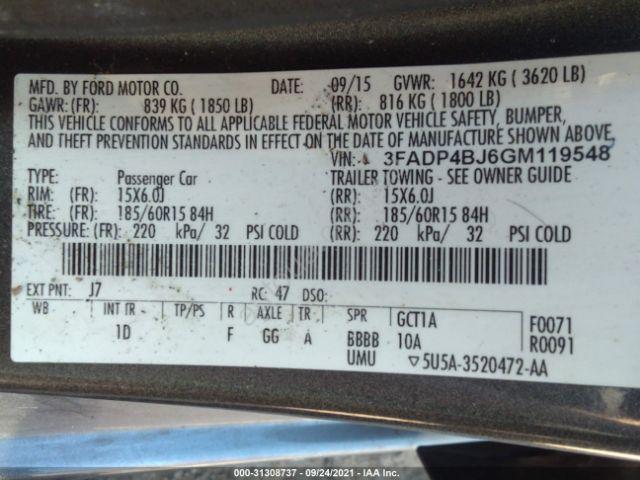 MFD. BY FORD MOTOR CO. DATE: 09/15 GVWR: 1642 KG ( 3620 LB)
GAWR: (FR): 839 KG ( 1850 LB) (RR): 816 KG ( 1800 LB)
THIS VEHICLE CONFORMS TO ALL APPLICABLE FEDERAL MOTOR VEHICLE SAFETY, BUMPER,
AND THEFT PREVENTION STANDARDS IN EFFECT ON THE DATE OF MANUFACTURE SHOWN ABOVE.
VIN: 3FADP4BJ6GM119548
TYPE: Passenger Car TRAILER TOWING - SEE OWNER GUIDE
RIM: (FR): 15X6.0J (RR): 15X6.0J
TIRE: (FR): 185/60R15 84H (RR): 185/60R15 84H
PRESSURE: (FR): 220 kPa/ 32 PSI COLD (RR): 220 kPa/ 32 PSI COLD
EXT PNT: J7 RC: 47 DSO:
WB INT TR TP/PS R AXLE TR SPR GCT1A F0071
1D F GG A BBBB 10A R0091
UMU ▽5U5A-3520472-AA
000-31308737 - 09/24/2021 - IAA Inc.